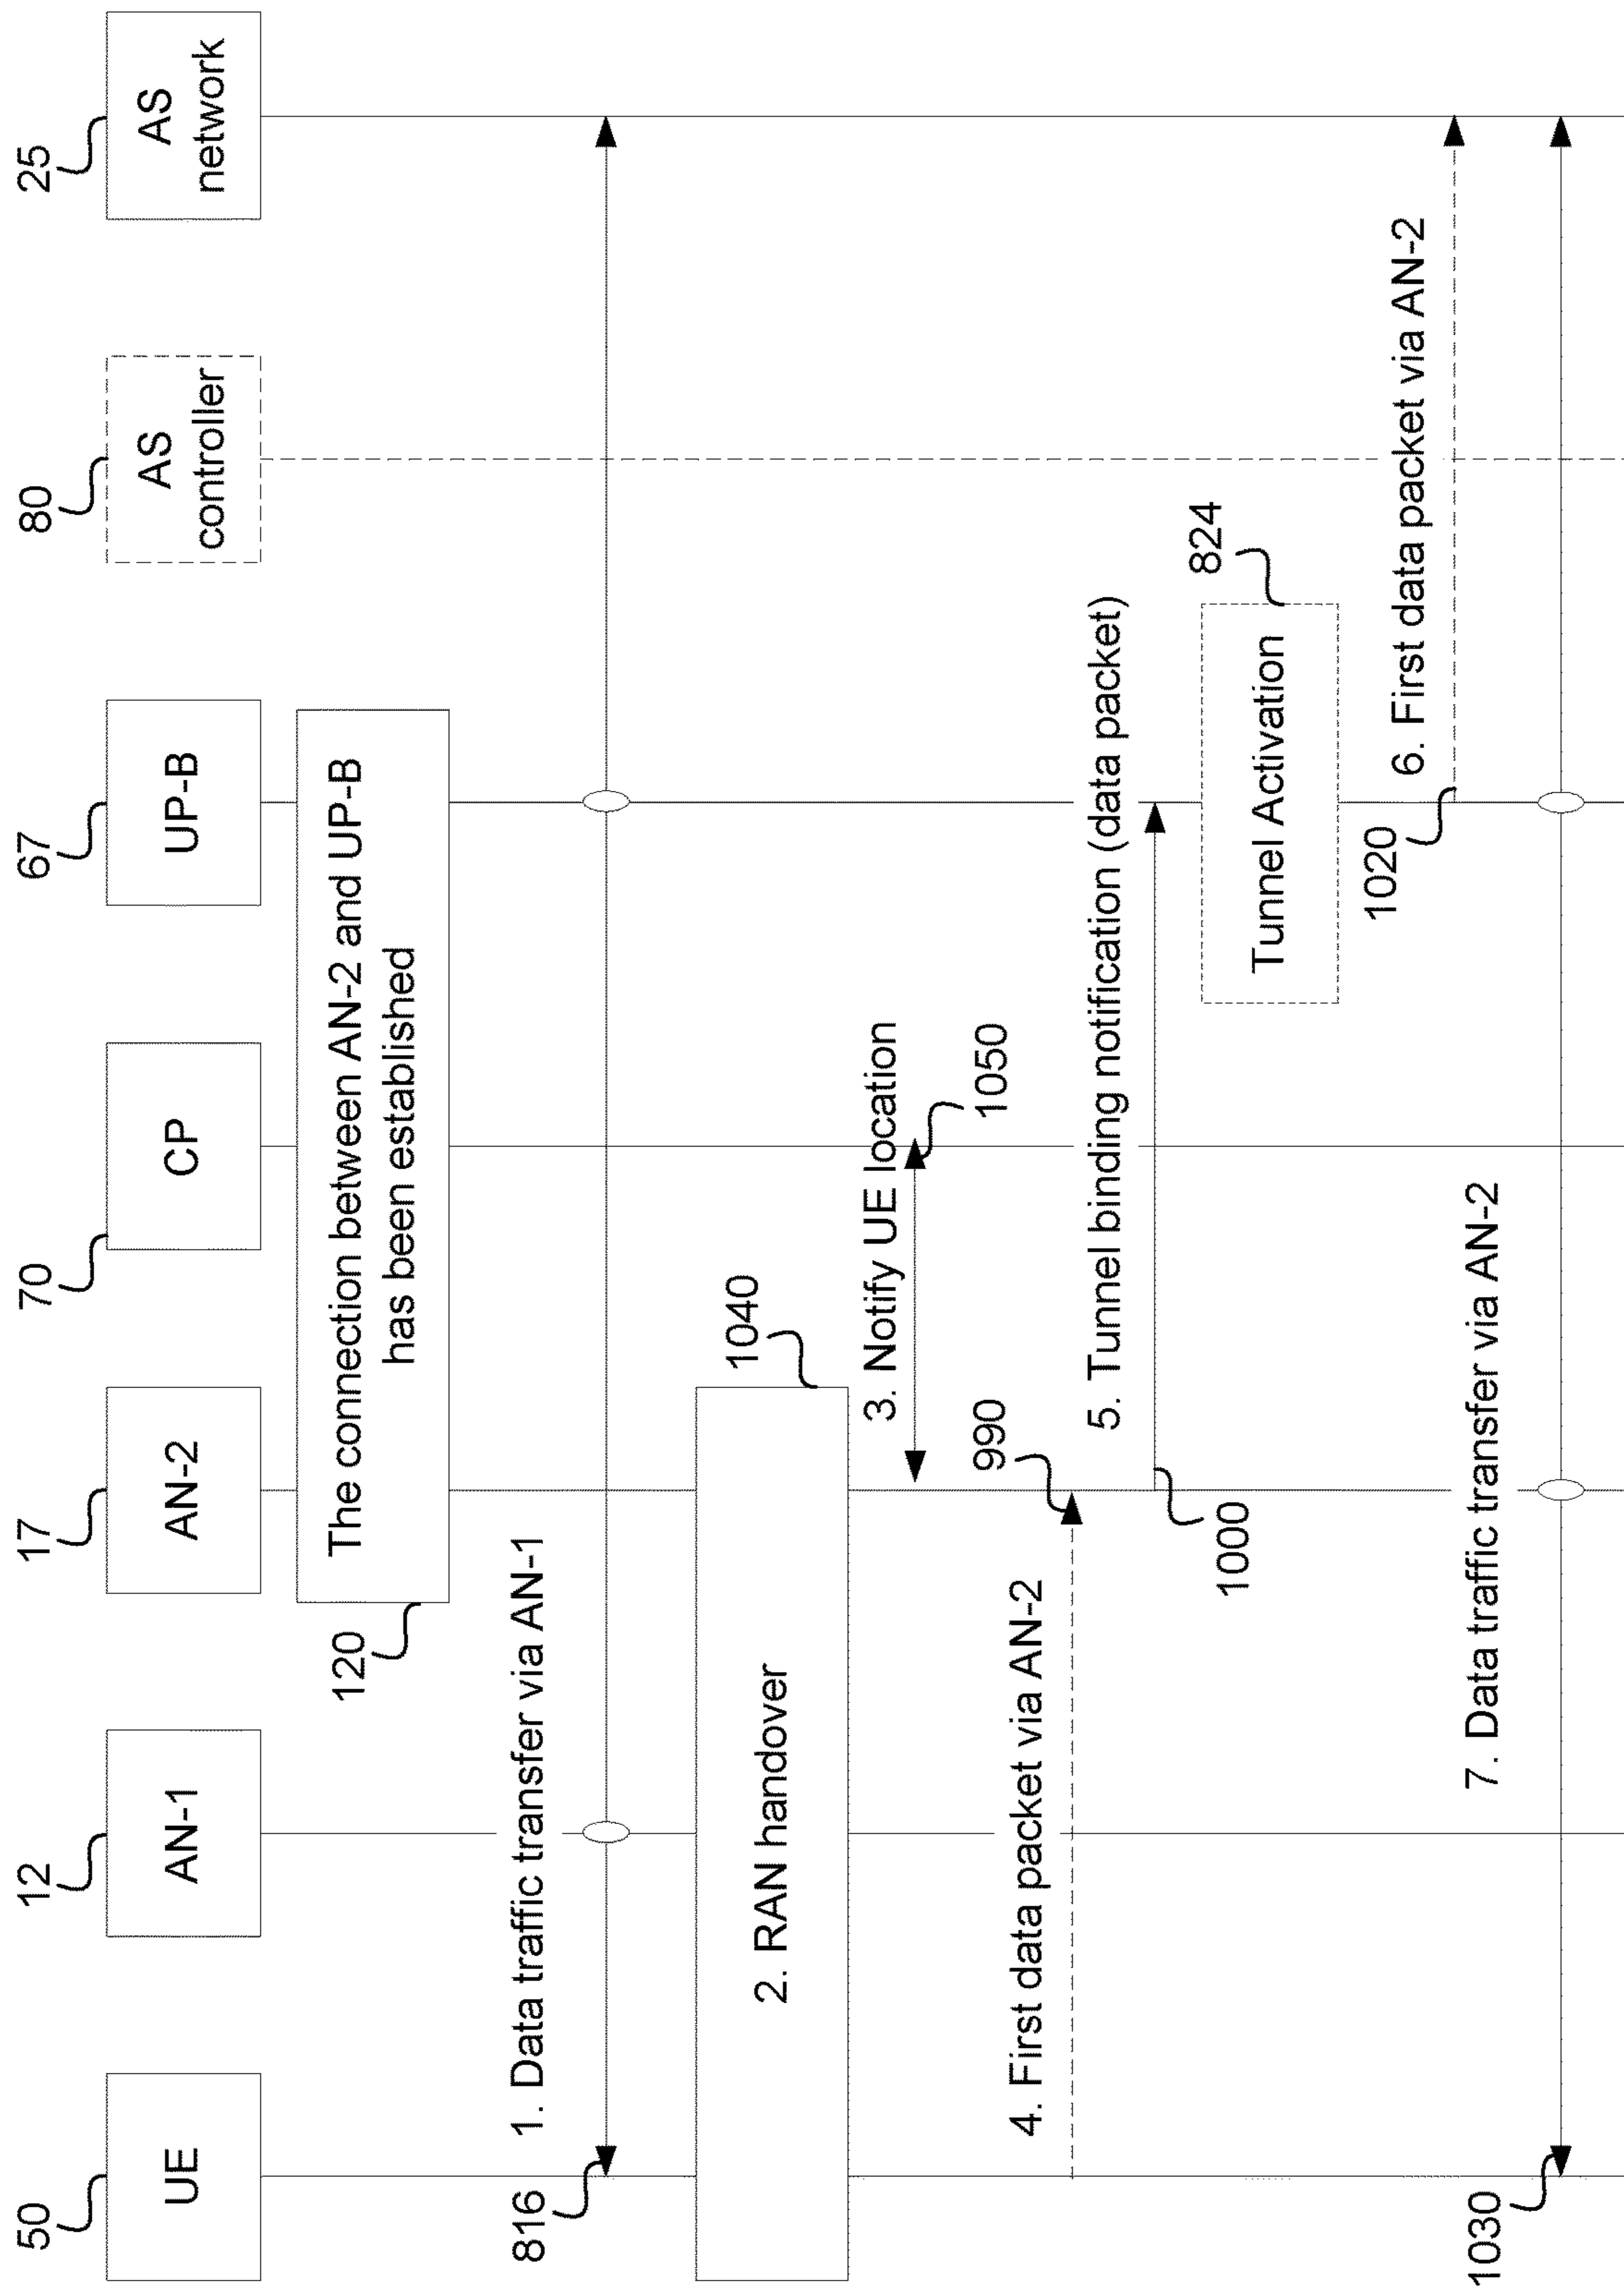 50
12
17
70
67
80
25
UE
AN-1
AN-2
CP
UP-B
AS
controller
AS
network
The connection between AN-2 and UP-B
has been established
120
816
1. Data traffic transfer via AN-1
2. RAN handover
1040
3. Notify UE location
1050
4. First data packet via AN-2
990
5. Tunnel binding notification (data packet)
1000
Tunnel Activation
824
6. First data packet via AN-2
1020
7. Data traffic transfer via AN-2
1030